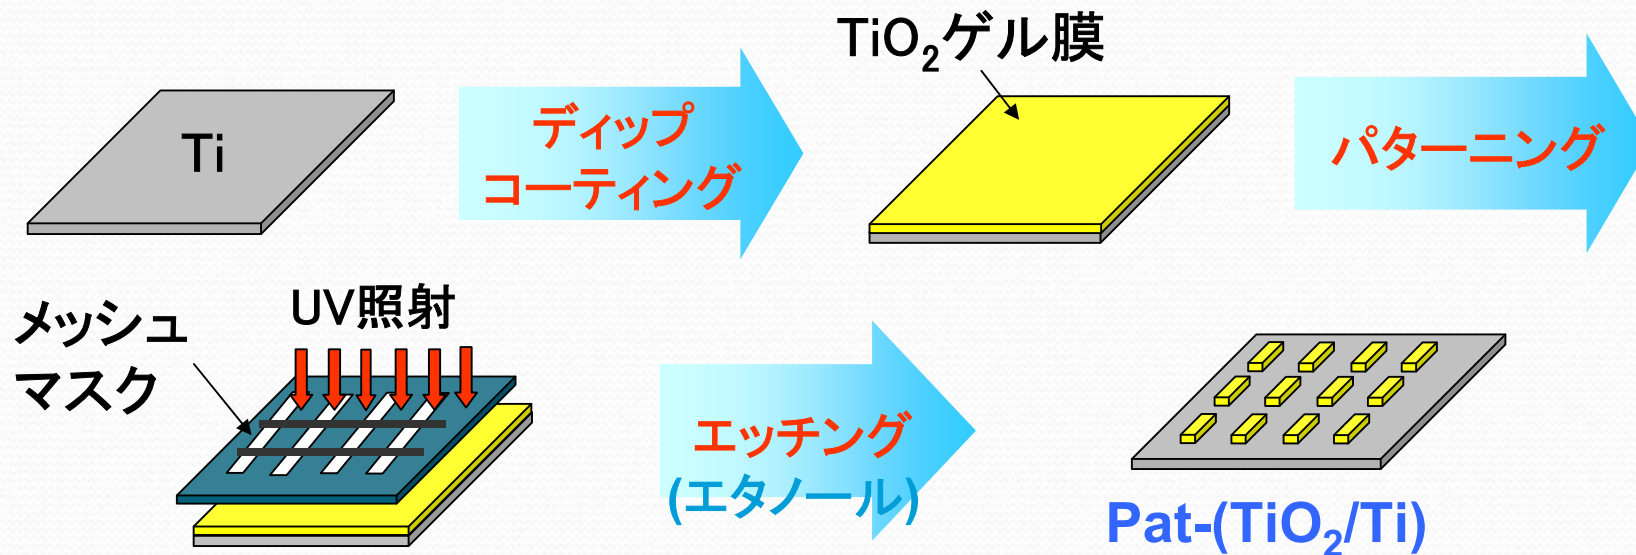 TiO₂ゲル膜
Ti
ディップ
コーティング
パターニング
メッシュ
マスク
UV照射
エッチング
(エタノール)
Pat-(TiO₂/Ti)